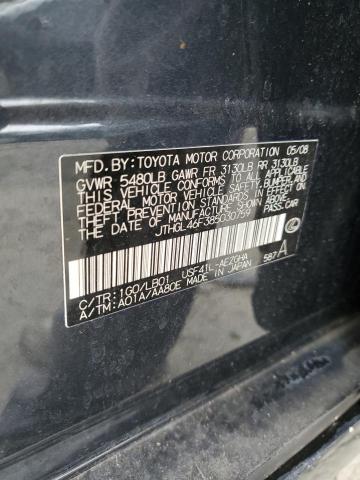 MFD.BY:TOYOTA MOTOR CORPORATION 05/08
GVWR 5480LB GAWR FR 3130LB RR 3130LB
THIS VEHICLE CONFORMS TO ALL APPLICABLE
FEDERAL MOTOR VEHICLE SAFETY,BUMPER,AND
THEFT PREVENTION STANDARDS IN EFFECT ON
THE DATE OF MANUFACTURE SHOWN ABOVE.
JTHGL46F385030759 PASS.CAR
C/TR:1G0/LB01 USF41L-AEZGHA
A/TM:A01A/AA80E MADE IN JAPAN 587 A